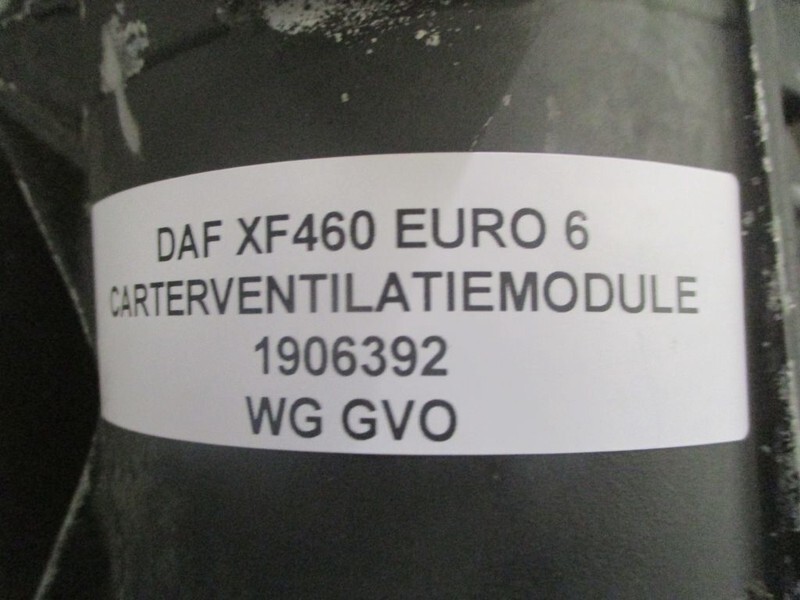 DAF XF460 EURO 6
CARTERVENTILATIEMODULE
1906392
WG GVO